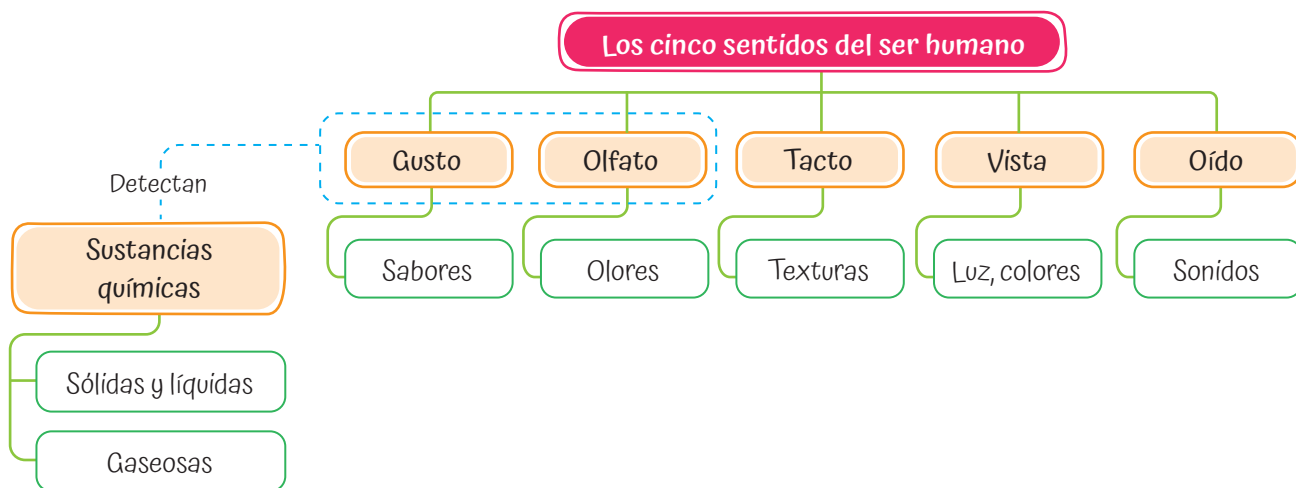 Los cinco sentidos del ser humano
Gusto
Olfato
Tacto
Vista
Oído
Detectan
Sustancias
químicas
Sabores
Olores
Texturas
Luz, colores
Sonidos
Sólidas y líquidas
Gaseosas